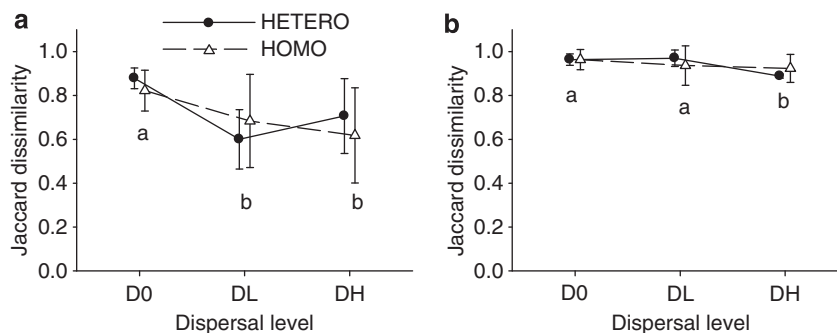 a
HETERO
HOMO
Jaccard dissimilarity
1.0
0.8
0.6
0.4
0.2
0.0
a
b
b
D0 DL DH
Dispersal level
b
Jaccard dissimilarity
1.0
0.8
0.6
0.4
0.2
0.0
a
a
b
D0 DL DH
Dispersal level